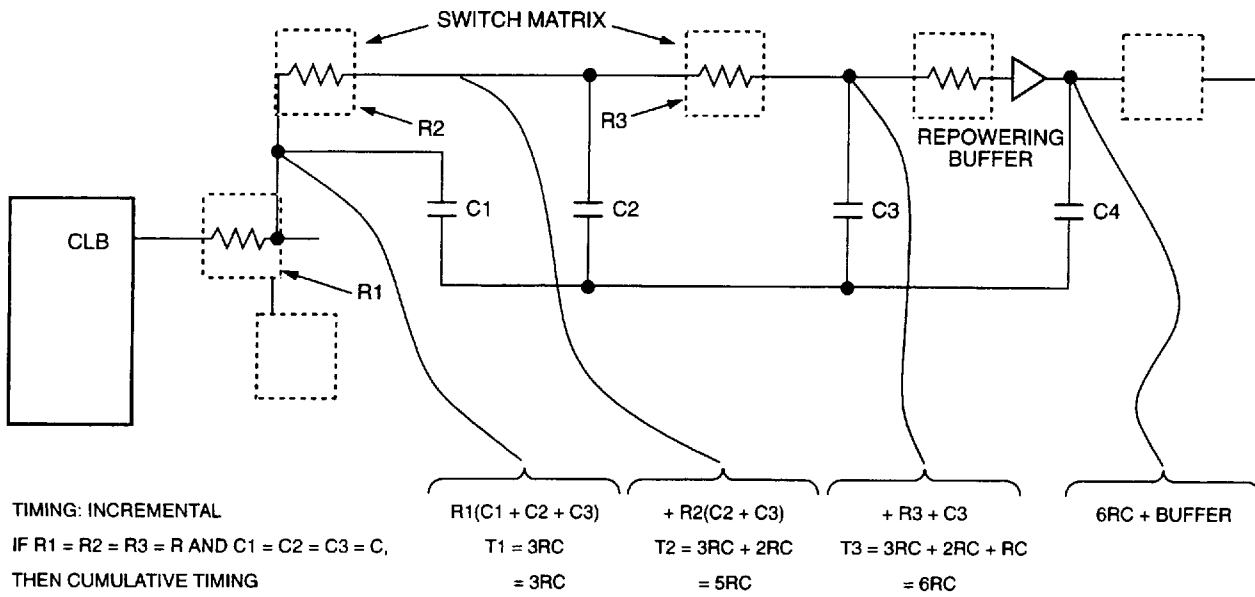 SWITCH MATRIX
R2
R3
REPOWERING
BUFFER
CLB
C1
C2
C3
C4
R1
TIMING: INCREMENTAL
R1(C1 + C2 + C3)
+ R2(C2 + C3)
+ R3 + C3
6RC + BUFFER
IF R1 = R2 = R3 = R AND C1 = C2 = C3 = C,
T1 = 3RC
T2 = 3RC + 2RC
T3 = 3RC + 2RC + RC
THEN CUMULATIVE TIMING
= 3RC
= 5RC
= 6RC